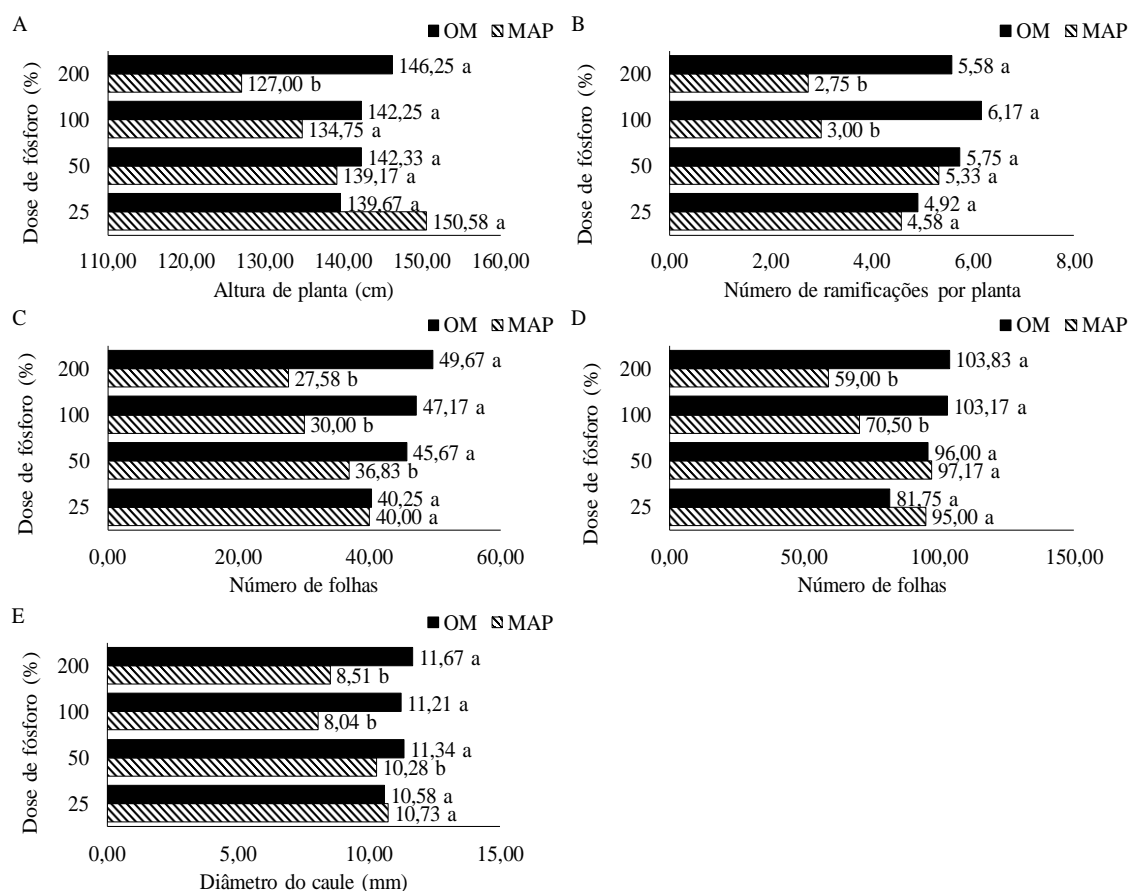 A
OM MAP
Dose de fósforo (%)
200
146,25 a
127,00 b
100
142,25 a
134,75 a
50
142,33 a
139,17 a
25
139,67 a
150,58 a
110,00 120,00 130,00 140,00 150,00 160,00
Altura de planta (cm)
B
OM MAP
Dose de fósforo (%)
200
5,58 a
2,75 b
100
6,17 a
3,00 b
50
5,75 a
5,33 a
25
4,92 a
4,58 a
0,00 2,00 4,00 6,00 8,00
Número de ramificações por planta
C
OM MAP
Dose de fósforo (%)
200
49,67 a
27,58 b
100
47,17 a
30,00 b
50
45,67 a
36,83 b
25
40,25 a
40,00 a
0,00 20,00 40,00 60,00
Número de folhas
D
OM MAP
Dose de fósforo (%)
200
103,83 a
59,00 b
100
103,17 a
70,50 b
50
96,00 a
97,17 a
25
81,75 a
95,00 a
0,00 50,00 100,00 150,00
Número de folhas
E
OM MAP
Dose de fósforo (%)
200
11,67 a
8,51 b
100
11,21 a
8,04 b
50
11,34 a
10,28 b
25
10,58 a
10,73 a
0,00 5,00 10,00 15,00
Diâmetro do caule (mm)